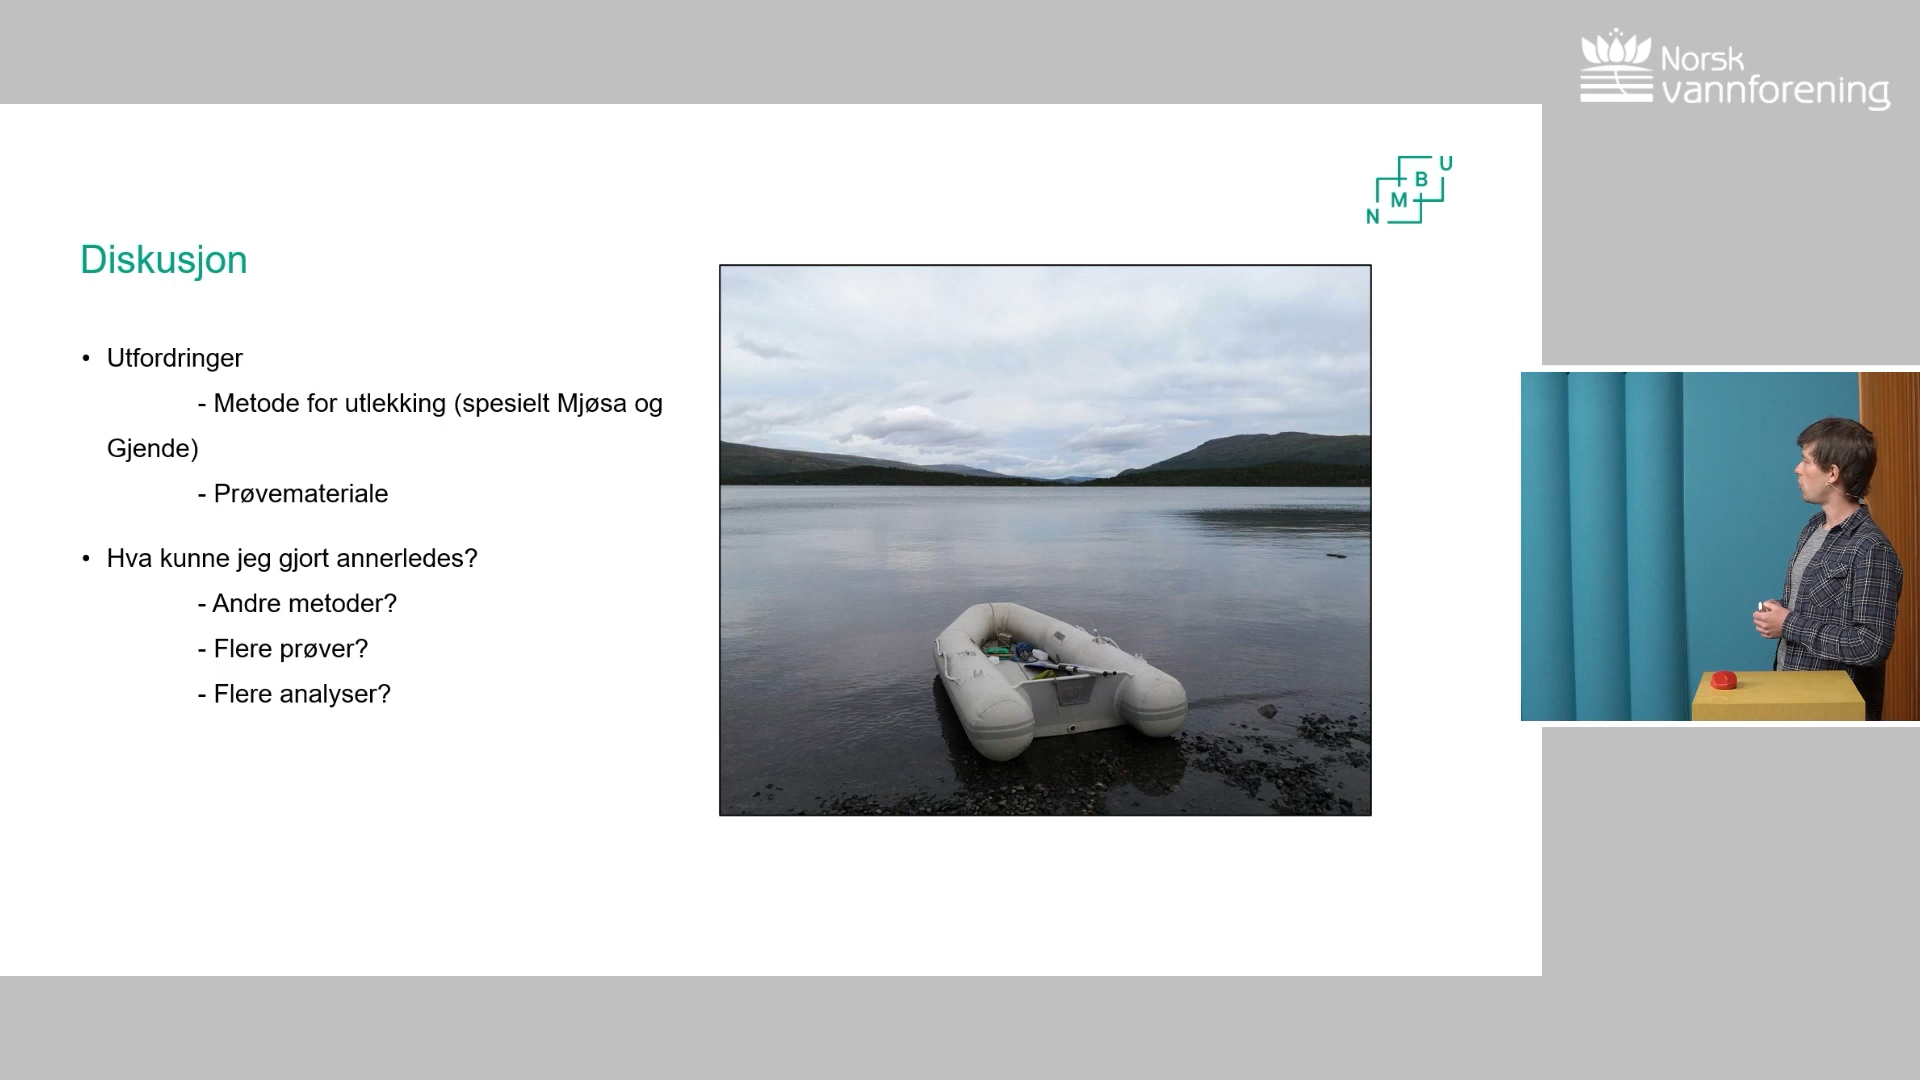 Norsk
vannforening
N M B U
Diskusjon
• Utfordringer
- Metode for utlekking (spesielt Mjøsa og
Gjende)
- Prøvemateriale
• Hva kunne jeg gjort annerledes?
- Andre metoder?
- Flere prøver?
- Flere analyser?